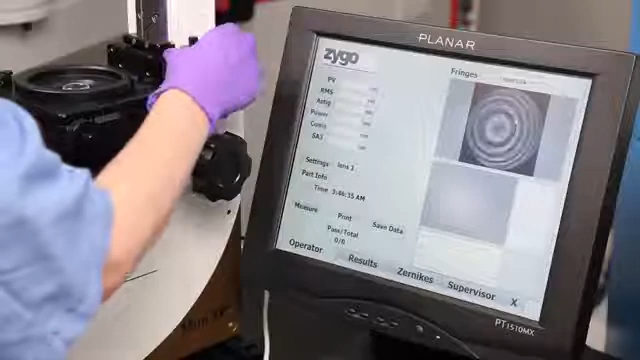 PLANAR
zygo
Fringes
PV
RMS
Astig
Power
Coma
SA3
Settings lens 1
Part Info
Time 3:46:35 AM
Measure Print Save Data
Pass/Total
0/0
Operator Results Zernikes Supervisor X
PT1510MX